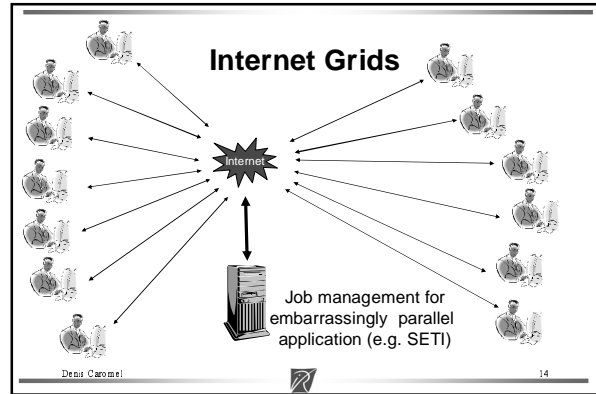 Internet Grids
Internet
Job management for
embarrassingly parallel
application (e.g. SETI)
Denis Caromel
14